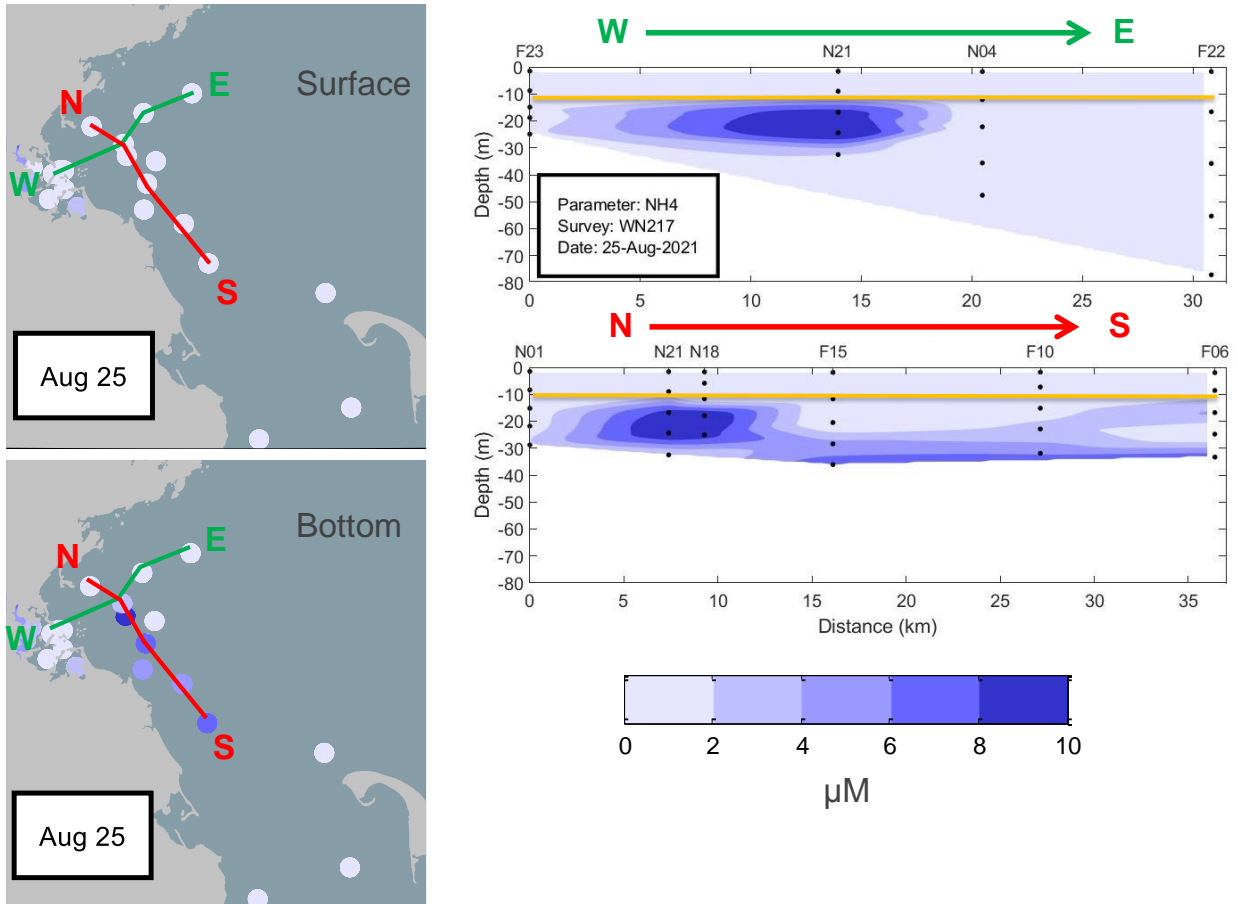 Surface
N
E
W
S
Aug 25
Bottom
N
E
W
S
Aug 25
W E
F23 N21 N04 F22
0
-10
-20
-30
-40
-50
-60
-70
-80
Depth (m)
Parameter: NH4
Survey: WN217
Date: 25-Aug-2021
0 5 10 15 20 25 30
N S
N01 N21 N18 F15 F10 F06
0
-10
-20
-30
-40
-50
-60
-70
-80
Depth (m)
0 5 10 15 20 25 30 35
Distance (km)
0 2 4 6 8 10
µM